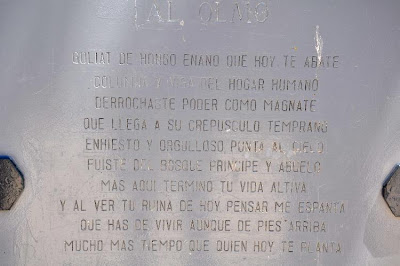 AL OLMO
GOLIAT DE HONGO ENANO QUE HOY TE ABATE
COLUMNA Y DEL HOGAR HUMANO
DERROCHASTE PODER COMO MAGNATE
QUE LLEGA A SU CREPUSCULO TEMPRANO
ENHIESTO Y ORGULLOSO PUNTA AL CIELO
FUISTE DEL BOSQUE PRINCIPE Y ABUELO
MAS AQUI TERMINO TU VIDA ALTIVA
Y AL VER TU RUINA DE HOY PENSAR ME ESPANTA
QUE HAS DE VIVIR AUNQUE DE PIES ARRIBA
MUCHO MAS TIEMPO QUE QUIEN HOY TE PLANTA